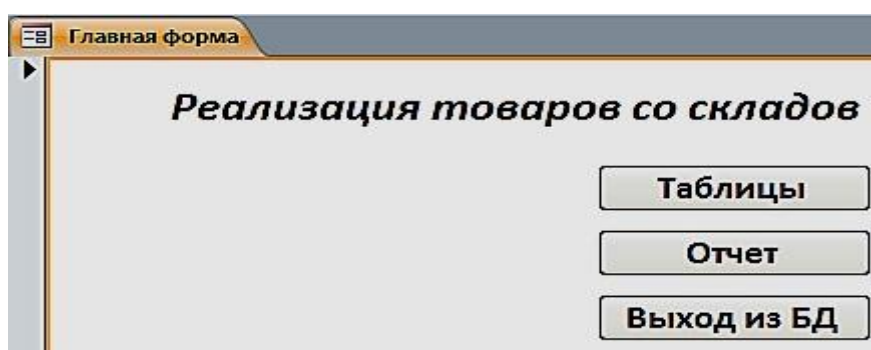 Главная форма
Реализация товаров со складов
Таблицы
Отчет
Выход из БД